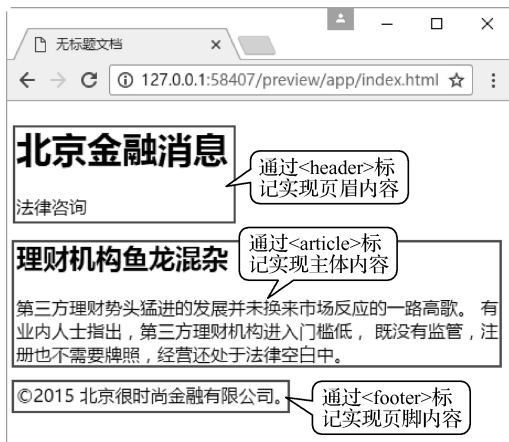 无标题文档
127.0.0.1:58407/preview/app/index.html
北京金融消息
通过<header>标
记实现页眉内容
法律咨询
通过<article>标
记实现主体内容
理财机构鱼龙混杂
第三方理财势头猛进的发展并未换来市场反应的一路高歌。 有
业内人士指出，第三方理财机构进入门槛低， 既没有监管，注
册也不需要牌照，经营还处于法律空白中。
©2015 北京很时尚金融有限公司。
通过<footer>标
记实现页脚内容